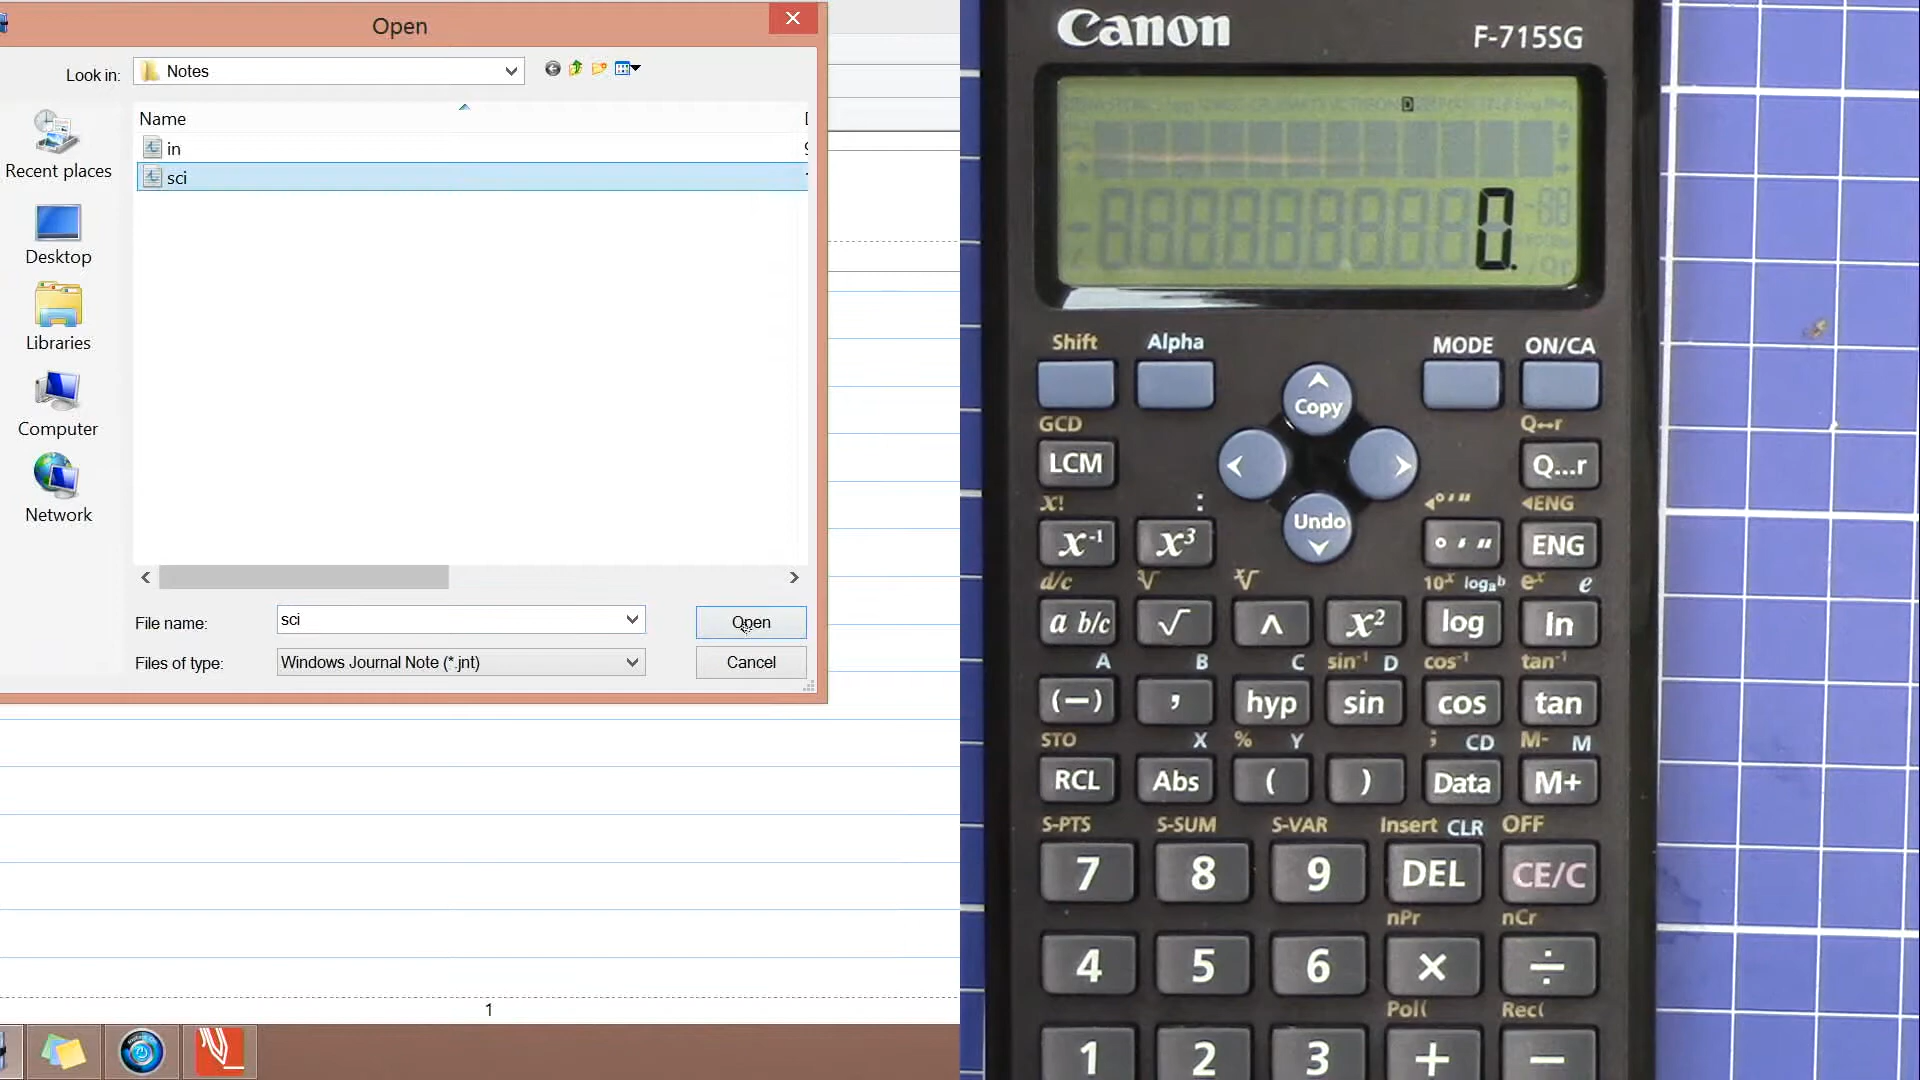 Open
Look in:
Notes
Name
in
sci
Recent places
Desktop
Libraries
Computer
Network
File name:
sci
Open
Files of type:
Windows Journal Note (*.jnt)
Cancel
1
Canon
F-715SG
D
0.
Shift Alpha MODE ON/CA
Copy
GCD Q↔r
LCM Q...r
x! : ◂° ′ ″ ◂ENG
Undo
x⁻¹ x³ ° ′ ″ ENG
d/c ∛ ˣ√ 10ˣ logₐb eˣ e
a b/c √ ∧ x² log ln
A B C sin⁻¹ D cos⁻¹ tan⁻¹
(−) , hyp sin cos tan
STO X % Y ; CD M- M
RCL Abs ( ) Data M+
S-PTS S-SUM S-VAR Insert CLR OFF
7 8 9 DEL CE/C
nPr nCr
4 5 6 × ÷
Pol( Rec(
1 2 3 + −